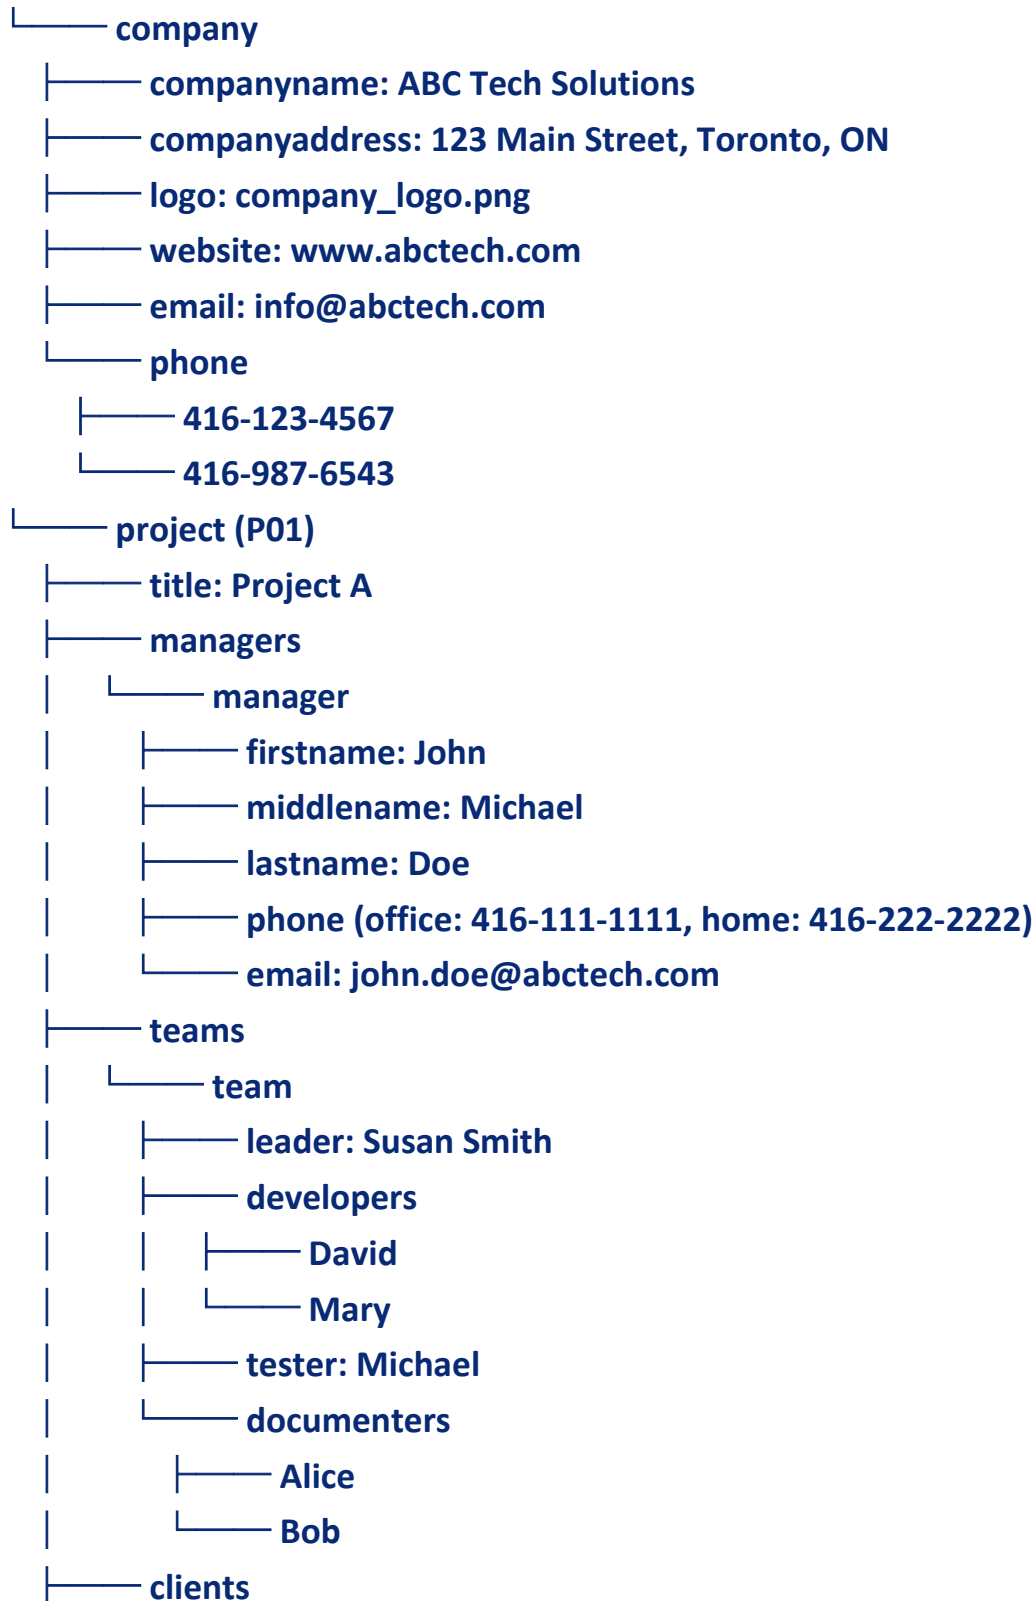 company
companyname: ABC Tech Solutions
companyaddress: 123 Main Street, Toronto, ON
logo: company_logo.png
website: www.abctech.com
email: info@abctech.com
phone
416-123-4567
416-987-6543
project (P01)
title: Project A
managers
manager
firstname: John
middlename: Michael
lastname: Doe
phone (office: 416-111-1111, home: 416-222-2222)
email: john.doe@abctech.com
teams
team
leader: Susan Smith
developers
David
Mary
tester: Michael
documenters
Alice
Bob
clients